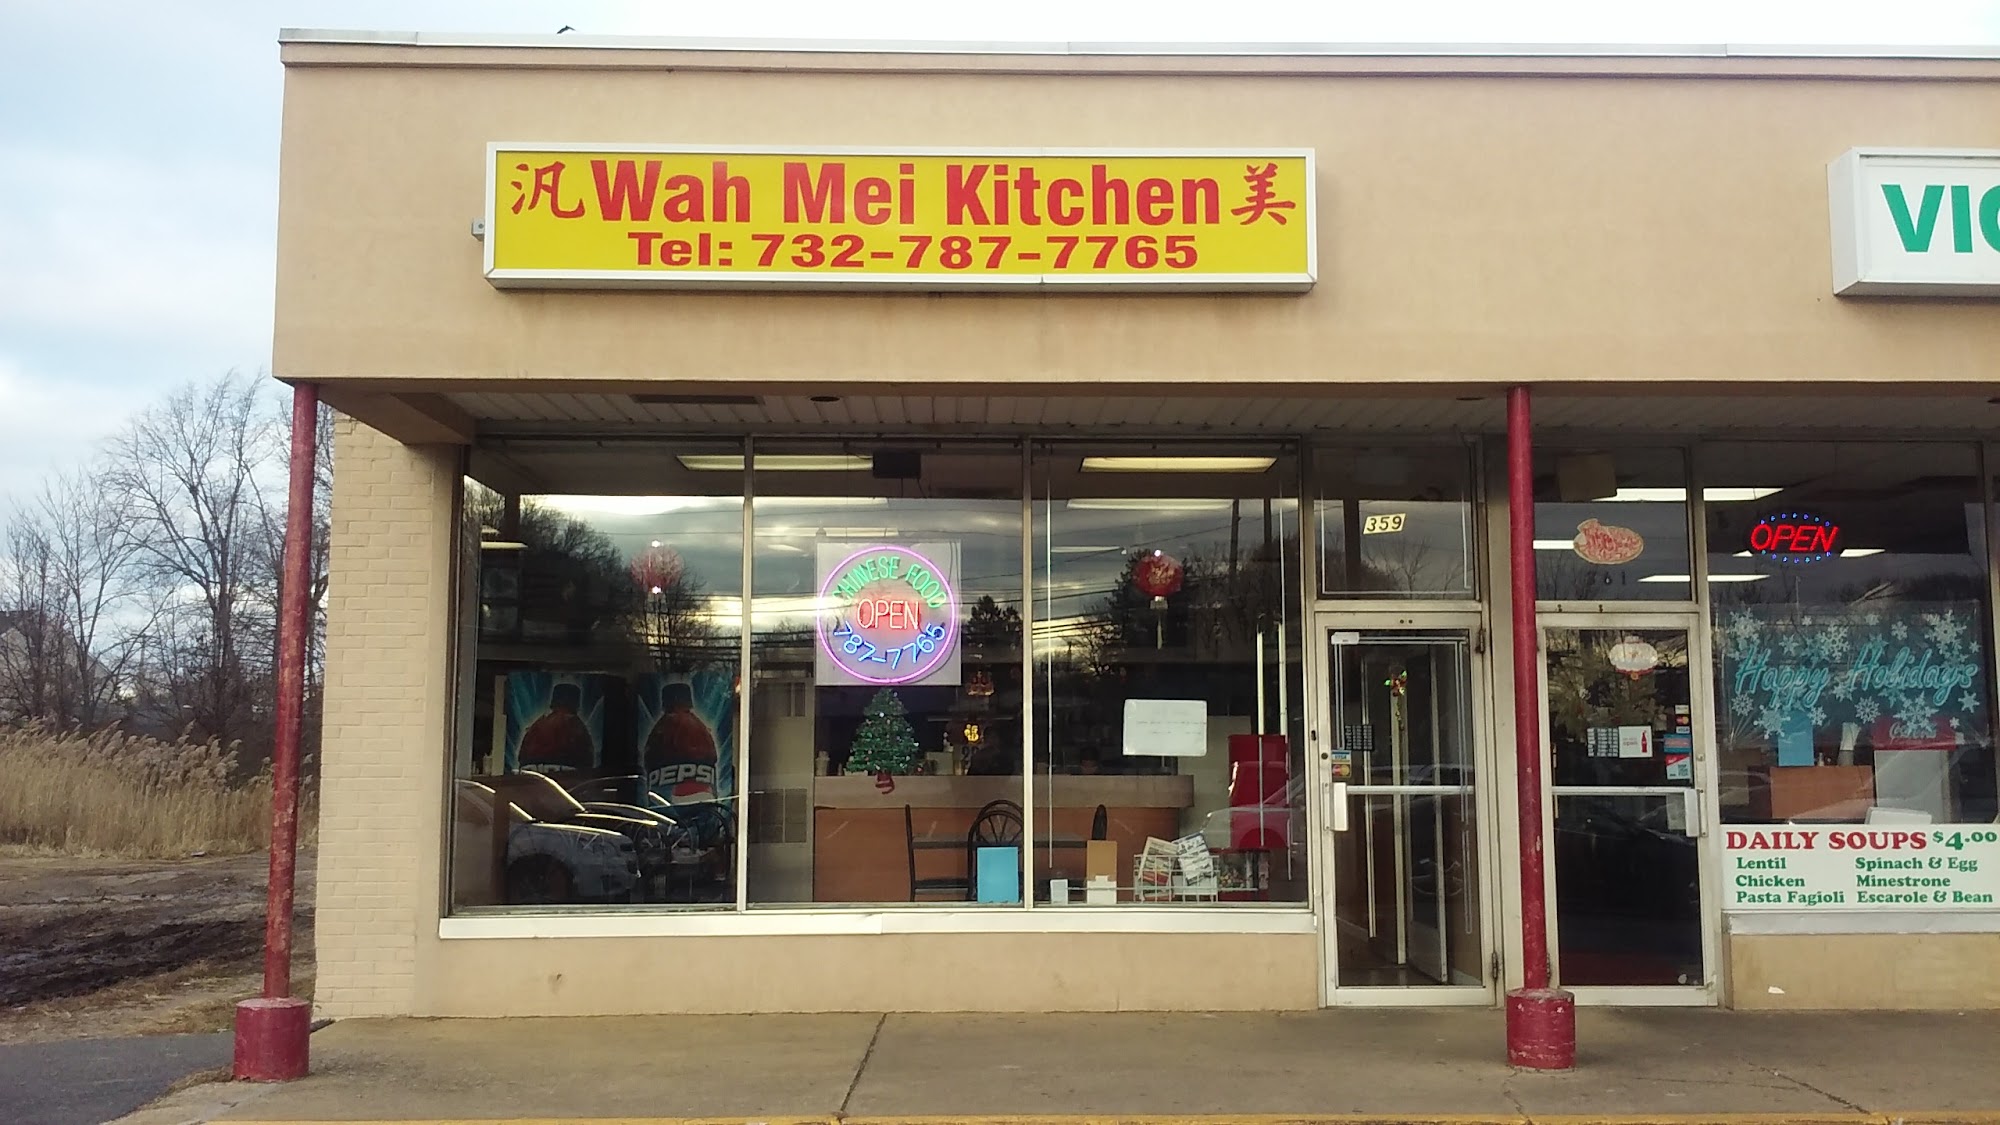 汎 Wah Mei Kitchen 美
Tel: 732-787-7765
VIC
359
361
CHINESE FOOD
OPEN
787-7765
OPEN
Happy Holidays
PEPSI
DAILY SOUPS $4.00
Lentil Spinach & Egg
Chicken Minestrone
Pasta Fagioli Escarole & Bean